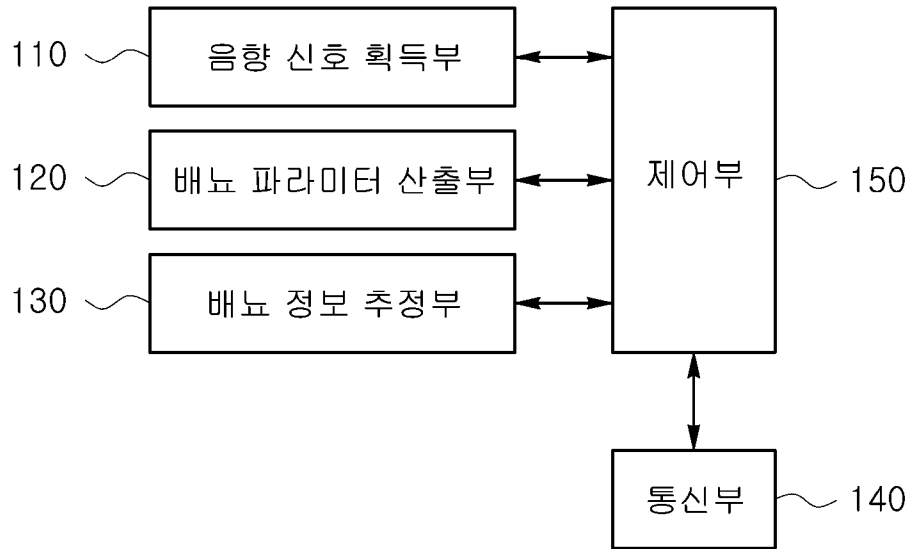 110 음향 신호 획득부
120 배뇨 파라미터 산출부
제어부 150
130 배뇨 정보 추정부
통신부 140